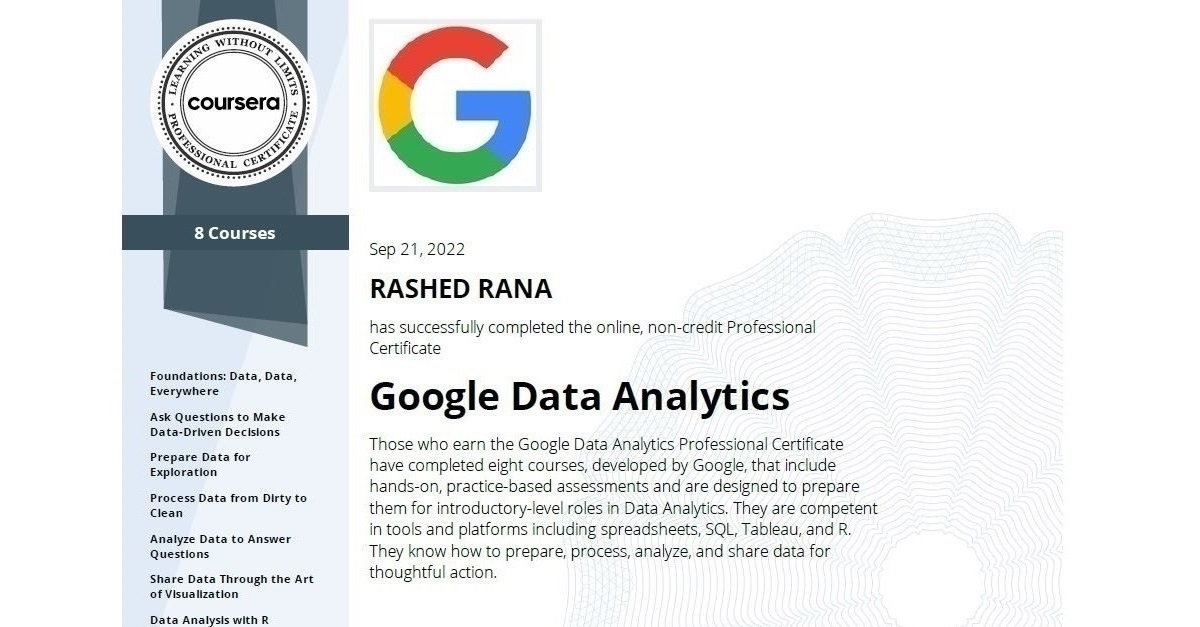 LEARNING WITHOUT LIMITS
coursera
PROFESSIONAL CERTIFICATE
8 Courses
Foundations: Data, Data,
Everywhere
Ask Questions to Make
Data-Driven Decisions
Prepare Data for
Exploration
Process Data from Dirty to
Clean
Analyze Data to Answer
Questions
Share Data Through the Art
of Visualization
Data Analysis with R
G
Sep 21, 2022
RASHED RANA
has successfully completed the online, non-credit Professional
Certificate
Google Data Analytics
Those who earn the Google Data Analytics Professional Certificate
have completed eight courses, developed by Google, that include
hands-on, practice-based assessments and are designed to prepare
them for introductory-level roles in Data Analytics. They are competent
in tools and platforms including spreadsheets, SQL, Tableau, and R.
They know how to prepare, process, analyze, and share data for
thoughtful action.